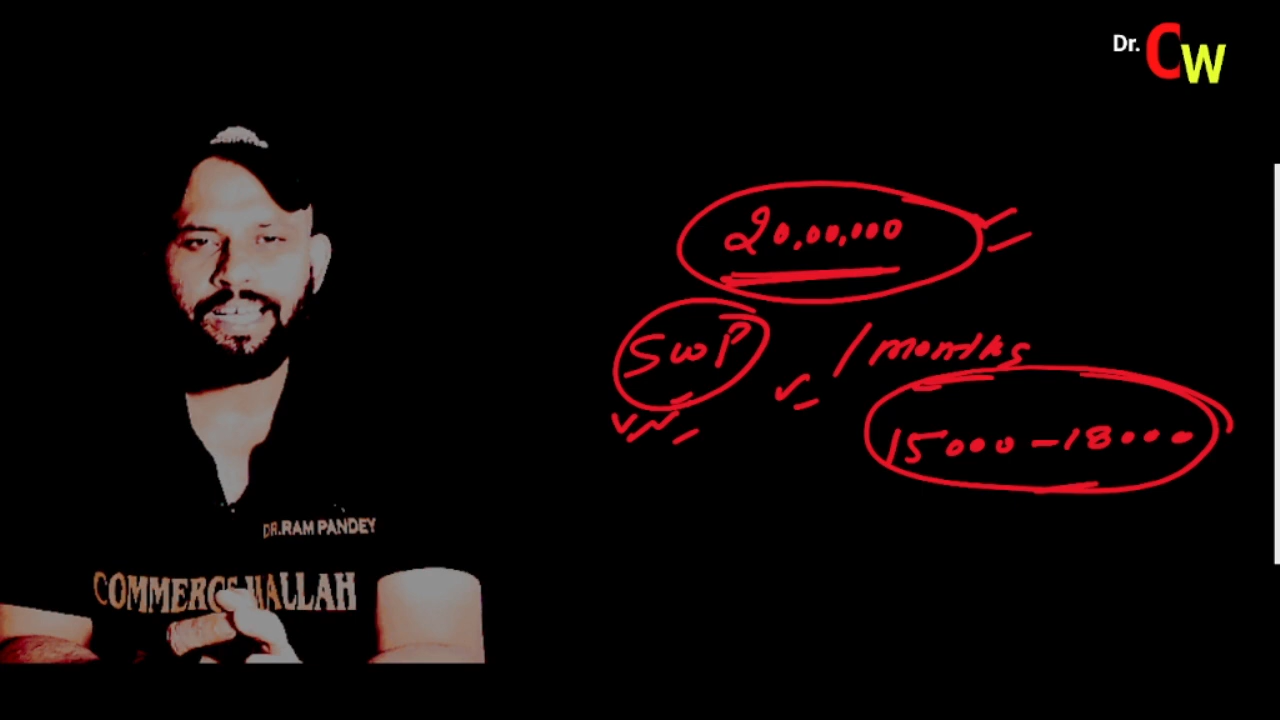 Dr. CW
20,00,000
SWP / months
15000-18000
DR.RAM PANDEY
COMMERCE WALLAH